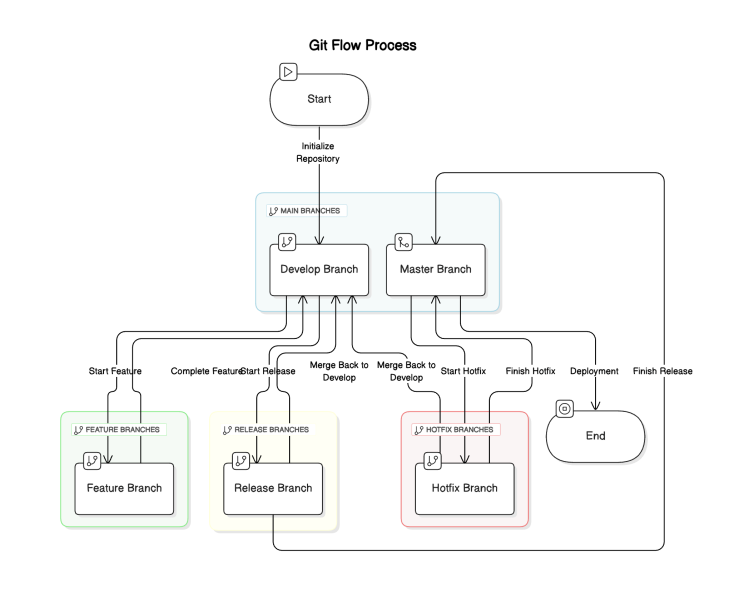 Git Flow Process
Start
Initialize
Repository
MAIN BRANCHES
Develop Branch
Master Branch
Start Feature
Complete Feature
Start Release
Merge Back to
Develop
Merge Back to
Develop
Start Hotfix
Finish Hotfix
Deployment
Finish Release
FEATURE BRANCHES
RELEASE BRANCHES
HOTFIX BRANCHES
End
Feature Branch
Release Branch
Hotfix Branch